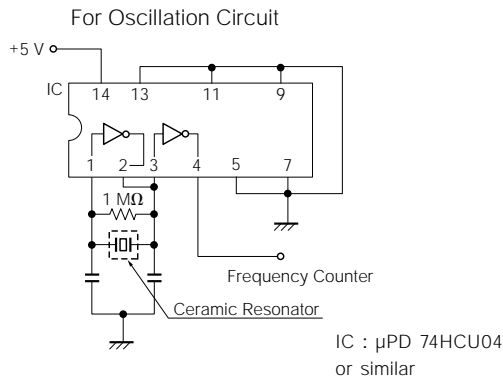 For Oscillation Circuit
+5 V
IC
14 13 11 9
1 2 3 4 5 7
1 MΩ
Frequency Counter
Ceramic Resonator
IC : µPD 74HCU04
or similar